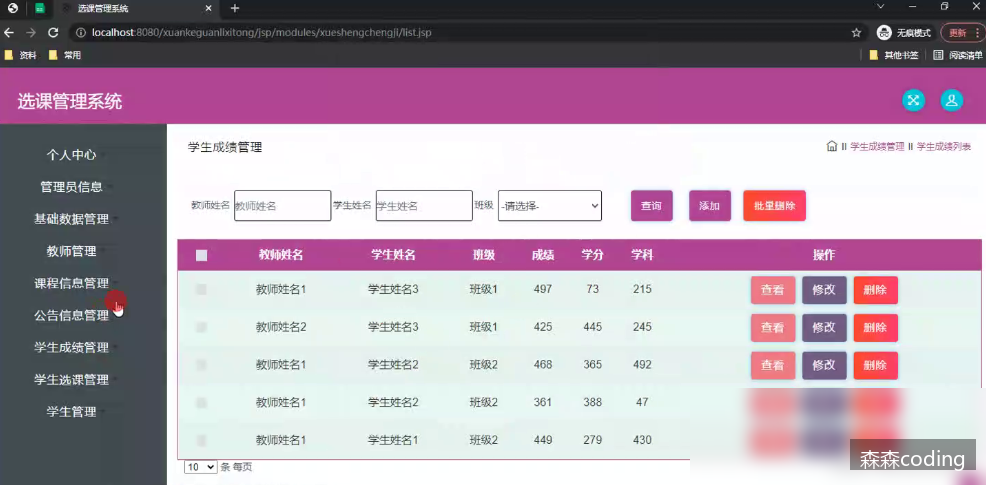 选课管理系统
localhost:8080/xuankeguanlixitong/jsp/modules/xueshengchengji/list.jsp
无痕模式
更新
资料
常用
其他书签
阅读清单
选课管理系统
个人中心
管理员信息
基础数据管理
教师管理
课程信息管理
公告信息管理
学生成绩管理
学生选课管理
学生管理
学生成绩管理
学生成绩管理 学生成绩列表
教师姓名 教师姓名 学生姓名 学生姓名 班级 -请选择- 查询 添加 批量删除
教师姓名 学生姓名 班级 成绩 学分 学科 操作
教师姓名1 学生姓名3 班级1 497 73 215 查看 修改 删除
教师姓名2 学生姓名3 班级1 425 445 245 查看 修改 删除
教师姓名1 学生姓名2 班级2 468 365 492 查看 修改 删除
教师姓名1 学生姓名2 班级2 361 388 47
教师姓名1 学生姓名1 班级2 449 279 430
10 条 每页
森森coding